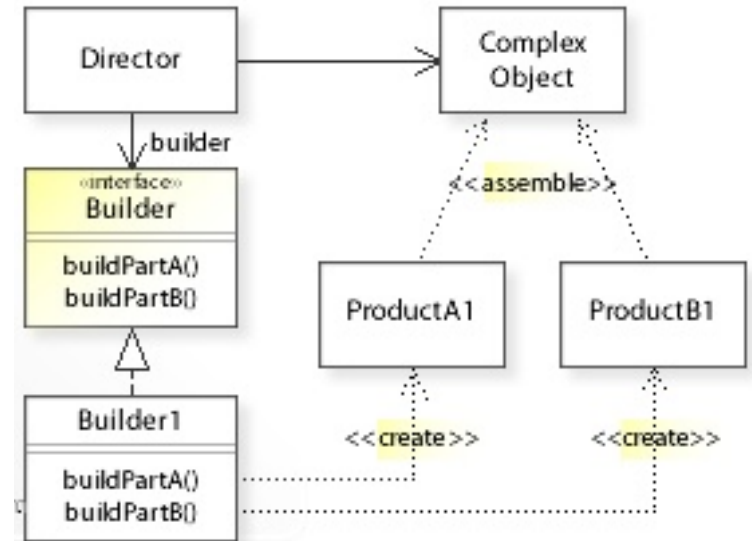 Director
Complex
Object
builder
«interface»
Builder
buildPartA()
buildPartB()
<<assemble>>
ProductA1
ProductB1
Builder1
buildPartA()
buildPartB()
<<create>>
<<create>>